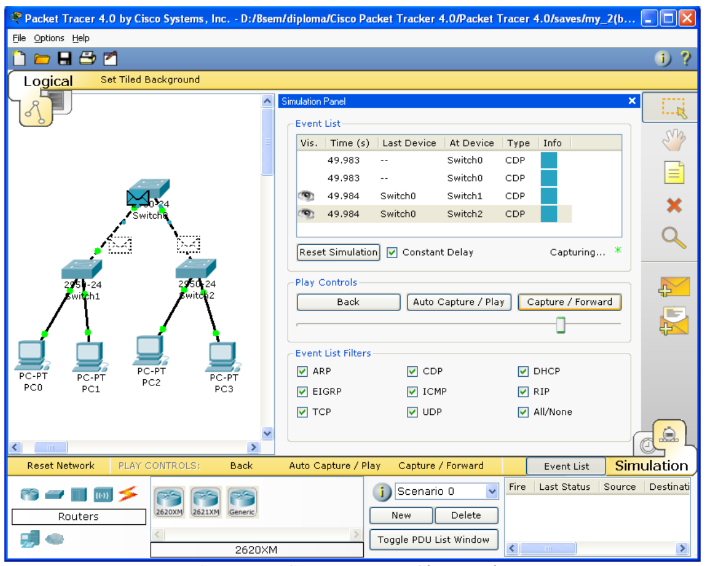 Packet Tracer 4.0 by Cisco Systems, Inc. - D:/8sem/diploma/Cisco Packet Tracker 4.0/Packet Tracer 4.0/saves/my_2(b...
File Options Help
Logical Set Tiled Background
Simulation Panel
Event List
Vis. Time (s) Last Device At Device Type Info
49.983 -- Switch0 CDP
49.983 -- Switch0 CDP
49.984 Switch0 Switch1 CDP
49.984 Switch0 Switch2 CDP
Reset Simulation Constant Delay Capturing... *
Play Controls
Back Auto Capture / Play Capture / Forward
Event List Filters
ARP CDP DHCP
EIGRP ICMP RIP
TCP UDP All/None
2950-24
Switch1
2950-24
Switch2
PC-PT
PC0
PC-PT
PC1
PC-PT
PC2
PC-PT
PC3
Reset Network PLAY CONTROLS: Back Auto Capture / Play Capture / Forward Event List Simulation
Routers
2620XM 2621XM Generic
2620XM
Scenario 0
New Delete
Toggle PDU List Window
Fire Last Status Source Destinati